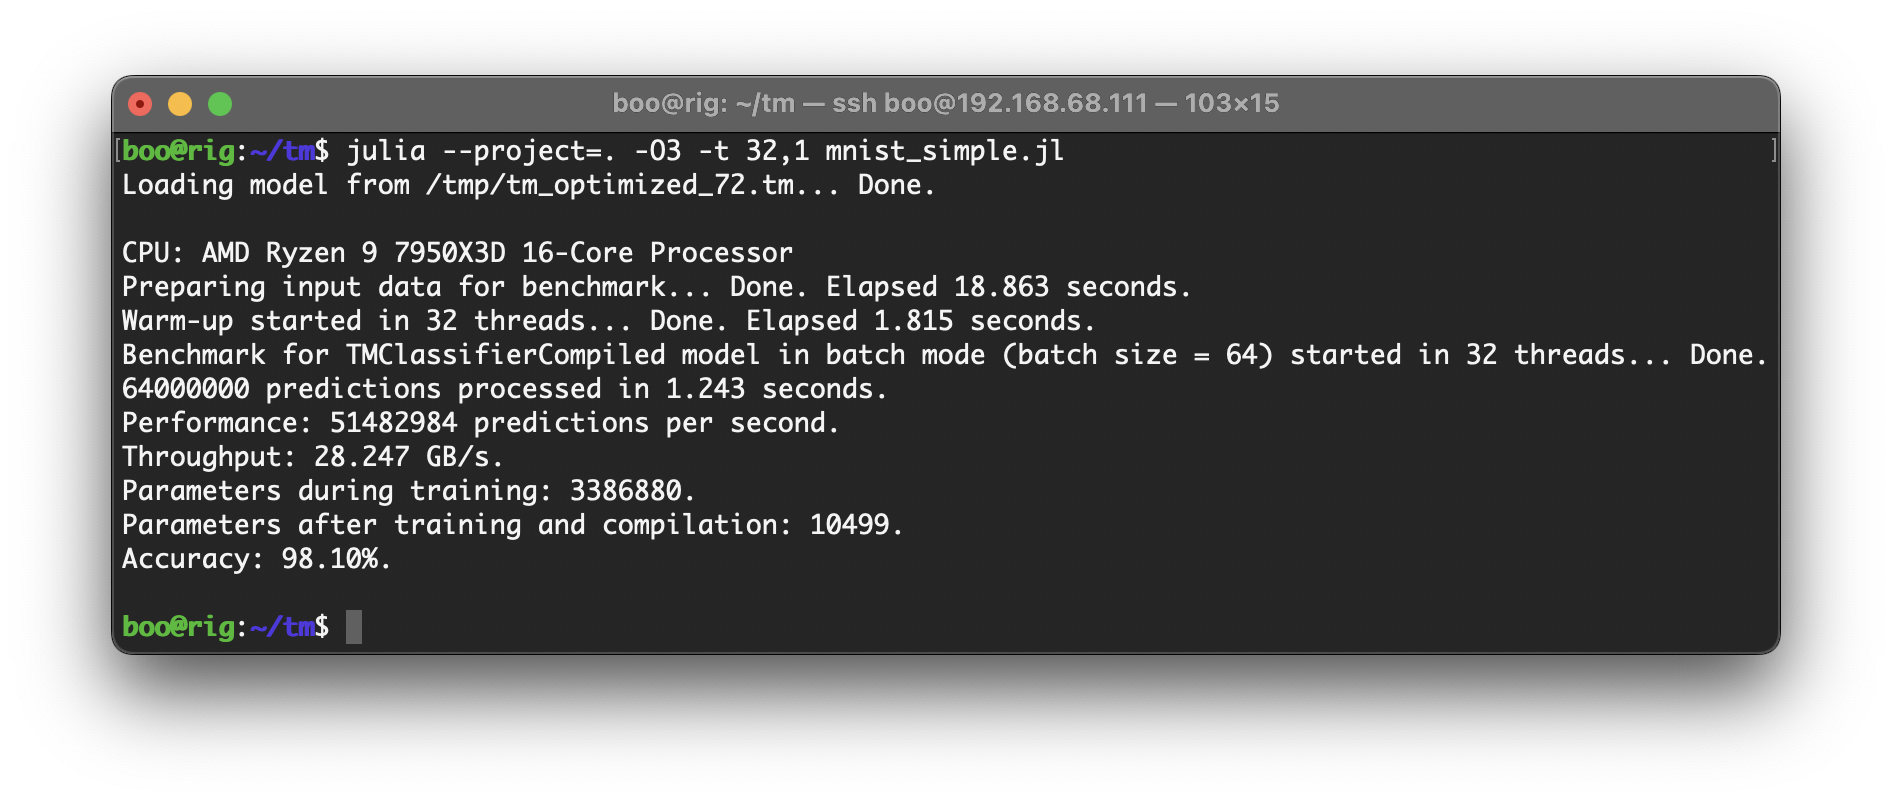 boo@rig: ~/tm — ssh boo@192.168.68.111 — 103×15
[boo@rig:~/tm$ julia --project=. -O3 -t 32,1 mnist_simple.jl ]
Loading model from /tmp/tm_optimized_72.tm... Done.
CPU: AMD Ryzen 9 7950X3D 16-Core Processor
Preparing input data for benchmark... Done. Elapsed 18.863 seconds.
Warm-up started in 32 threads... Done. Elapsed 1.815 seconds.
Benchmark for TMClassifierCompiled model in batch mode (batch size = 64) started in 32 threads... Done.
64000000 predictions processed in 1.243 seconds.
Performance: 51482984 predictions per second.
Throughput: 28.247 GB/s.
Parameters during training: 3386880.
Parameters after training and compilation: 10499.
Accuracy: 98.10%.
boo@rig:~/tm$